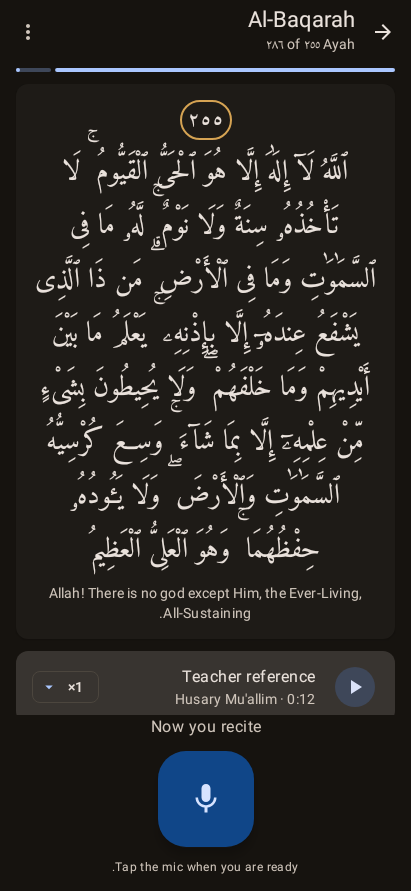 Al-Baqarah
٢٨٦ of ٢٥٥ Ayah
٢٥٥
ٱللَّهُ لَآ إِلَٰهَ إِلَّا هُوَ ٱلْحَىُّ ٱلْقَيُّومُ ۚ لَا
تَأْخُذُهُۥ سِنَةٌ وَلَا نَوْمٌ ۚ لَّهُۥ مَا فِى
ٱلسَّمَٰوَٰتِ وَمَا فِى ٱلْأَرْضِ ۗ مَن ذَا ٱلَّذِى
يَشْفَعُ عِندَهُۥٓ إِلَّا بِإِذْنِهِۦ ۚ يَعْلَمُ مَا بَيْنَ
أَيْدِيهِمْ وَمَا خَلْفَهُمْ ۖ وَلَا يُحِيطُونَ بِشَىْءٍ
مِّنْ عِلْمِهِۦٓ إِلَّا بِمَا شَآءَ ۚ وَسِعَ كُرْسِيُّهُ
ٱلسَّمَٰوَٰتِ وَٱلْأَرْضَ ۖ وَلَا يَـُٔودُهُۥ
حِفْظُهُمَا ۚ وَهُوَ ٱلْعَلِىُّ ٱلْعَظِيمُ
Allah! There is no god except Him, the Ever-Living,
.All-Sustaining
Teacher reference
Husary Mu'allim · 0:12
×1
Now you recite
.Tap the mic when you are ready